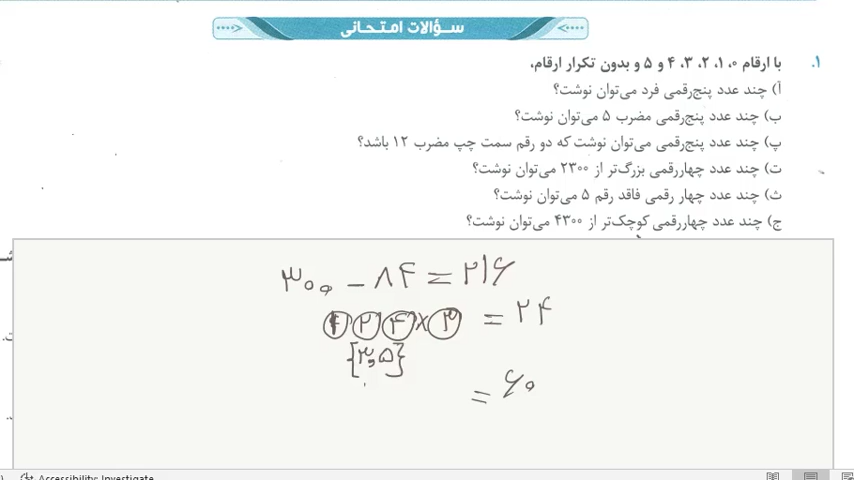 سؤالات امتحانی
۱. با ارقام ۰، ۱، ۲، ۳، ۴ و ۵ و بدون تکرار ارقام،
آ) چند عدد پنج‌رقمی فرد می‌توان نوشت؟
ب) چند عدد پنج‌رقمی مضرب ۵ می‌توان نوشت؟
پ) چند عدد پنج‌رقمی می‌توان نوشت که دو رقم سمت چپ مضرب ۱۲ باشد؟
ت) چند عدد چهاررقمی بزرگ‌تر از ۲۳۰۰ می‌توان نوشت؟
ث) چند عدد چهار رقمی فاقد رقم ۵ می‌توان نوشت؟
ج) چند عدد چهاررقمی کوچک‌تر از ۴۳۰۰ می‌توان نوشت؟
۳۰۰ - ۸۴ = ۲۱۶
= ۲۴
{۳,۵}
= ۶۰
Accessibility: Investigate